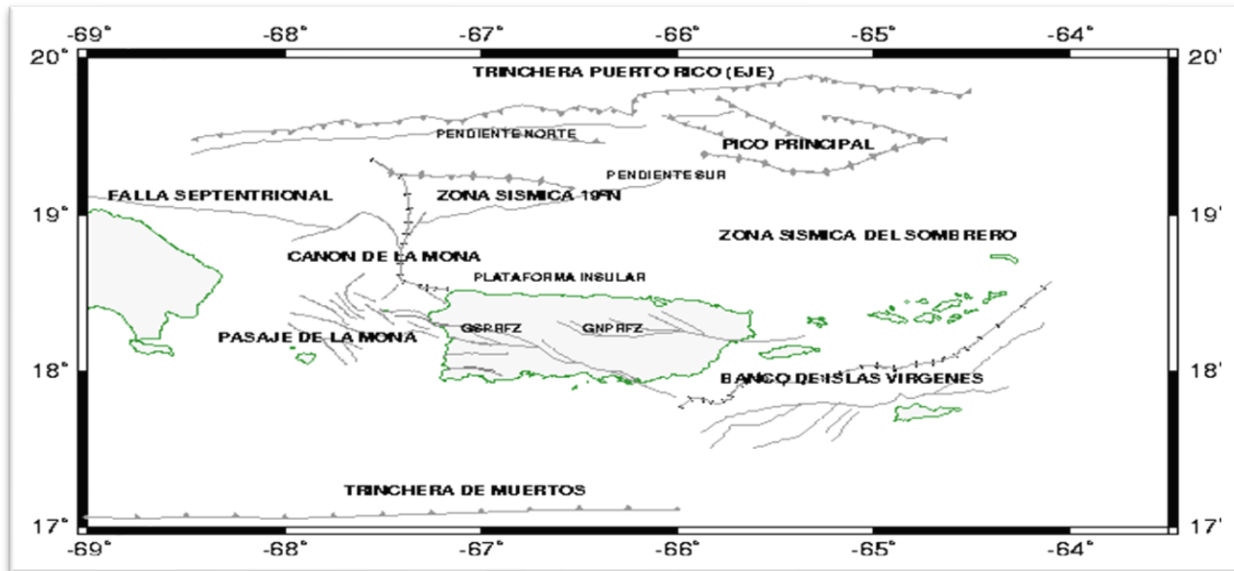 -69 -68 -67 -66 -65 -64
20° 20'
TRINCHERA PUERTO RICO (EJE)
PENDIENTE NORTE
PICO PRINCIPAL
PENDIENTE SUR
FALLA SEPTENTRIONAL ZONA SISMICA 19°N
19° 19'
ZONA SISMICA DEL SOMBRERO
CANON DE LA MONA
PLATAFORMA INSULAR
GSPRFZ GNPRFZ
PASAJE DE LA MONA
18° 18'
BANCO DE ISLAS VIRGENES
TRINCHERA DE MUERTOS
17° 17'
-69 -68 -67 -66 -65 -64